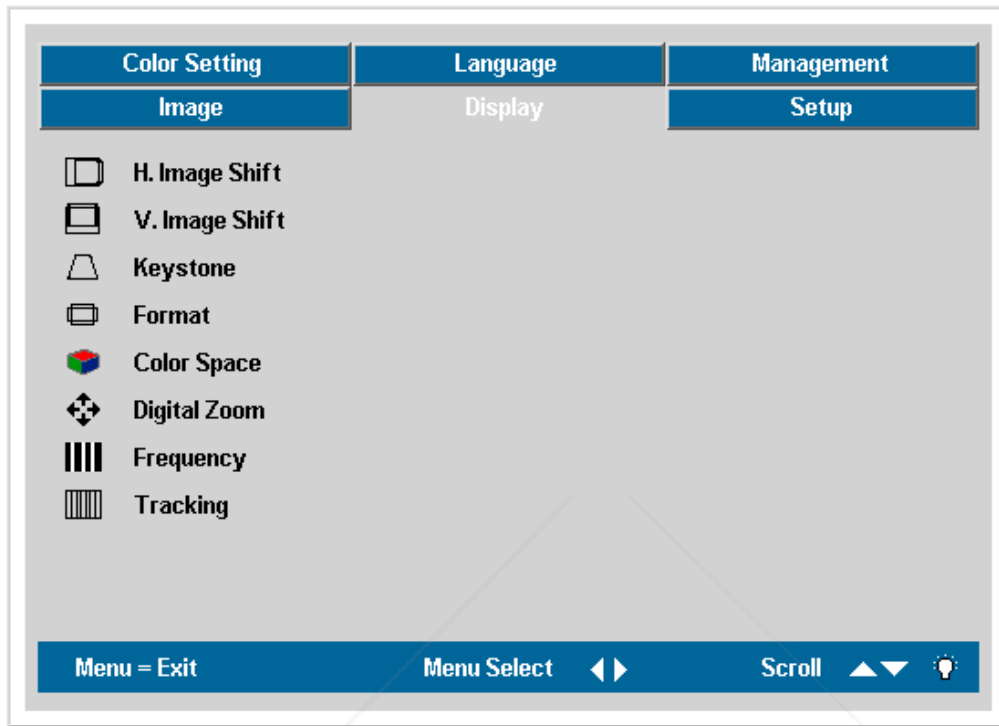 Color Setting Language Management
Image Display Setup
H. Image Shift
V. Image Shift
Keystone
Format
Color Space
Digital Zoom
Frequency
Tracking
Menu = Exit Menu Select Scroll